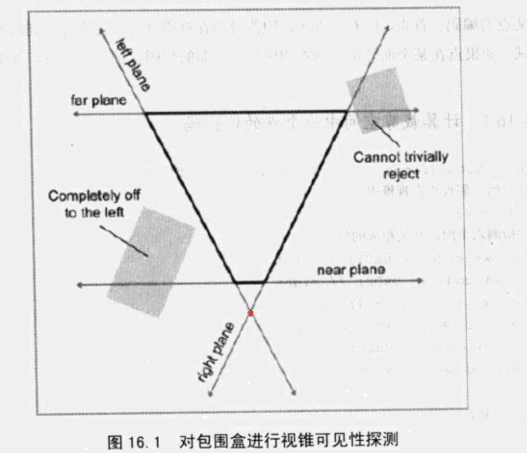 left plane
far plane
Cannot trivially
reject
Completely off
to the left
near plane
right plane
图 16.1 对包围盒进行视锥可见性探测